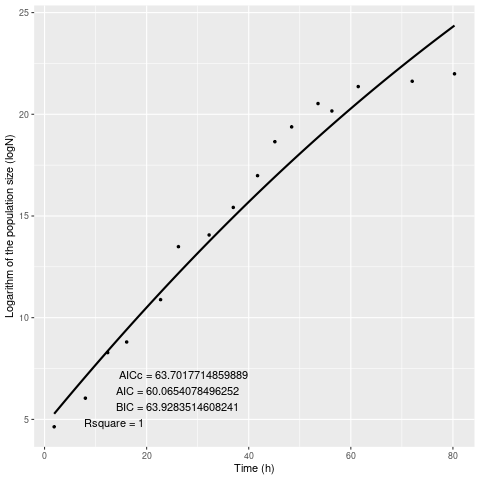 25
20
15
10
5
Logarithm of the population size (logN)
AICc = 63.7017714859889
AIC = 60.0654078496252
BIC = 63.9283514608241
Rsquare = 1
0 20 40 60 80
Time (h)